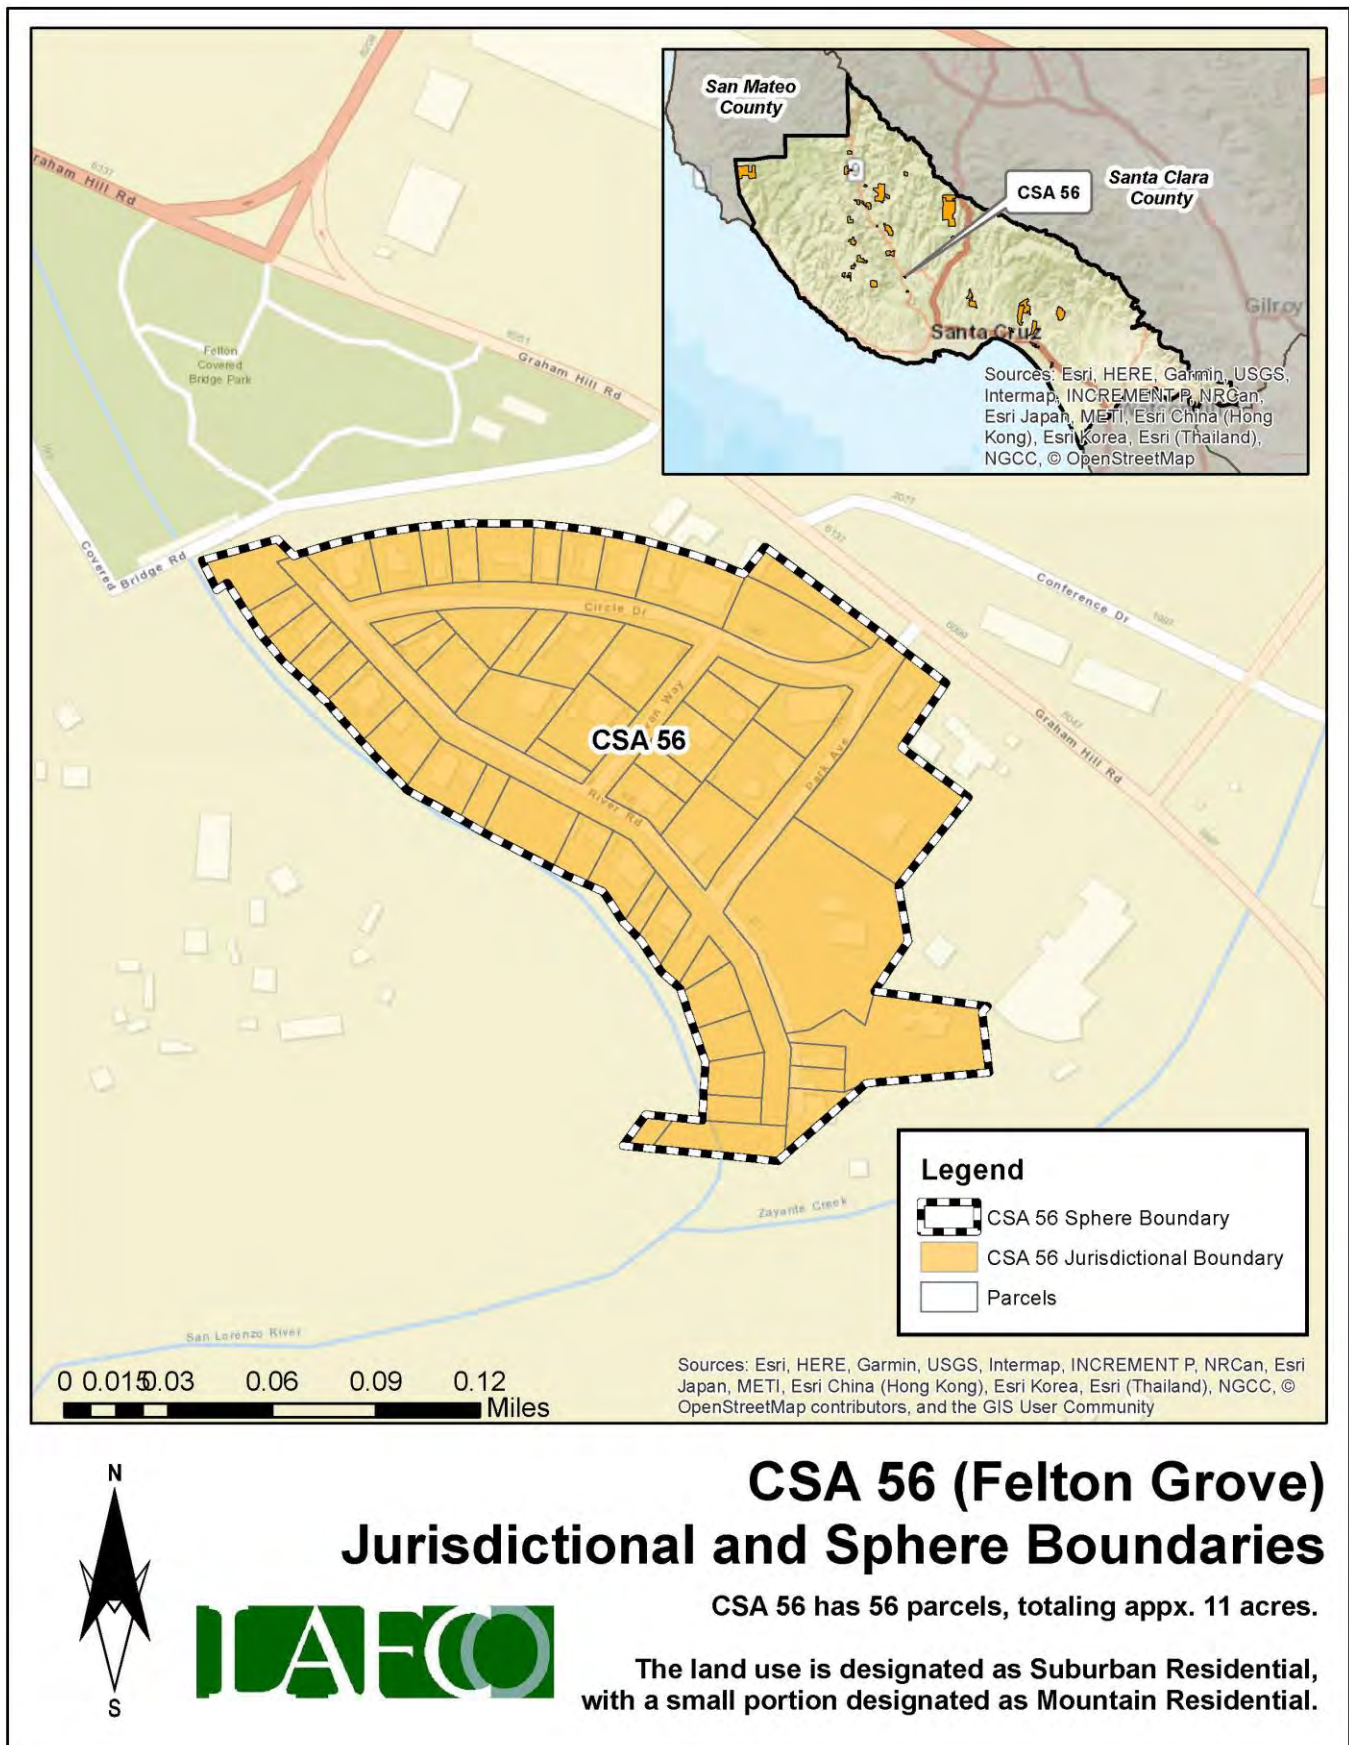 San Mateo
County
9
CSA 56
Santa Clara
County
Gilroy
Santa Cruz
Sources: Esri, HERE, Garmin, USGS,
Intermap, INCREMENT P, NRCan,
Esri Japan, METI, Esri China (Hong
Kong), Esri Korea, Esri (Thailand),
NGCC, © OpenStreetMap
raham Hill Rd
6337
Felton
Covered
Bridge Park
Graham Hill Rd
Covered Bridge Rd
Conference Dr
Circle Dr
CSA 56
ran Way
Park Ave
River Rd
Graham Hill Rd
Zayante Creek
San Lorenzo River
Legend
CSA 56 Sphere Boundary
CSA 56 Jurisdictional Boundary
Parcels
0 0.015 0.03 0.06 0.09 0.12
Miles
Sources: Esri, HERE, Garmin, USGS, Intermap, INCREMENT P, NRCan, Esri
Japan, METI, Esri China (Hong Kong), Esri Korea, Esri (Thailand), NGCC, ©
OpenStreetMap contributors, and the GIS User Community
N
S
LAFCO
CSA 56 (Felton Grove)
Jurisdictional and Sphere Boundaries
CSA 56 has 56 parcels, totaling appx. 11 acres.
The land use is designated as Suburban Residential,
with a small portion designated as Mountain Residential.